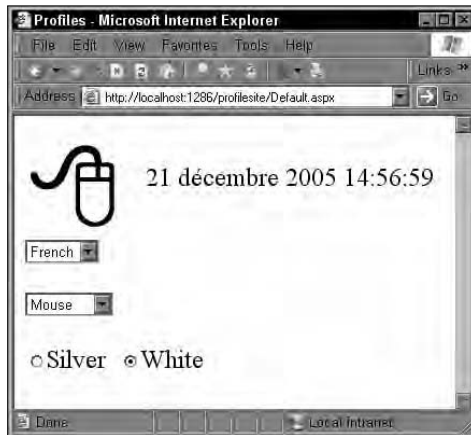 Profiles - Microsoft Internet Explorer
File Edit View Favorites Tools Help
Links »
Address http://localhost:1286/profilesite/Default.aspx Go
21 décembre 2005 14:56:59
French
Mouse
Silver White
Done Local intranet